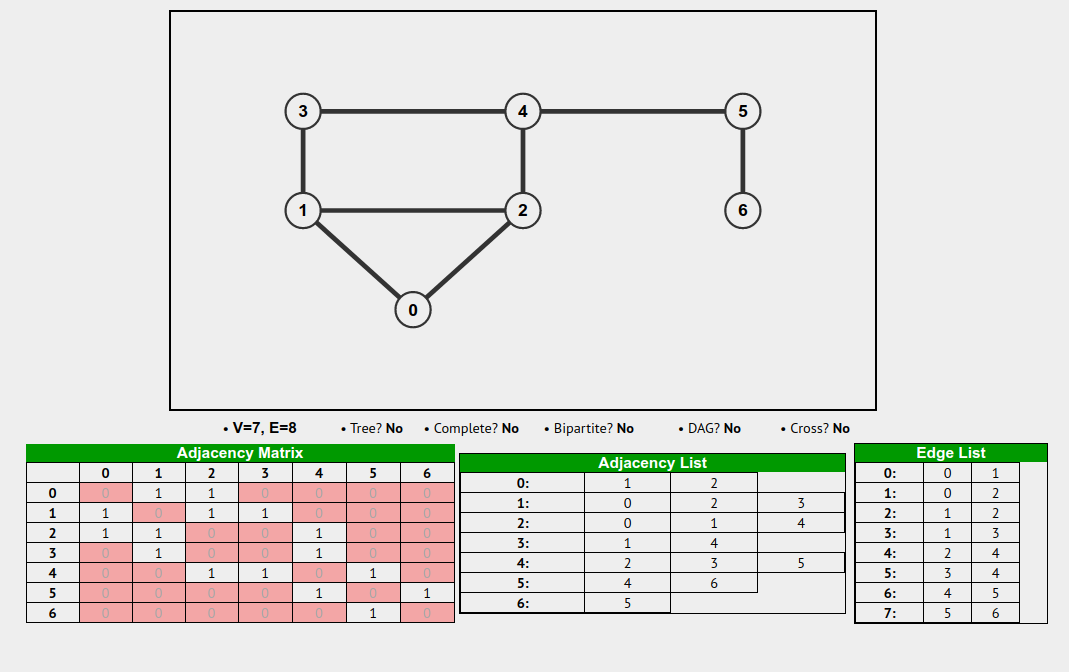 3 4 5
1 2 6
0
• V=7, E=8 • Tree? No • Complete? No • Bipartite? No • DAG? No • Cross? No
Adjacency Matrix
0 1 2 3 4 5 6
0 0 1 1 0 0 0 0
1 1 0 1 1 0 0 0
2 1 1 0 0 1 0 0
3 0 1 0 0 1 0 0
4 0 0 1 1 0 1 0
5 0 0 0 0 1 0 1
6 0 0 0 0 0 1 0
Adjacency List
0: 1 2
1: 0 2 3
2: 0 1 4
3: 1 4
4: 2 3 5
5: 4 6
6: 5
Edge List
0: 0 1
1: 0 2
2: 1 2
3: 1 3
4: 2 4
5: 3 4
6: 4 5
7: 5 6